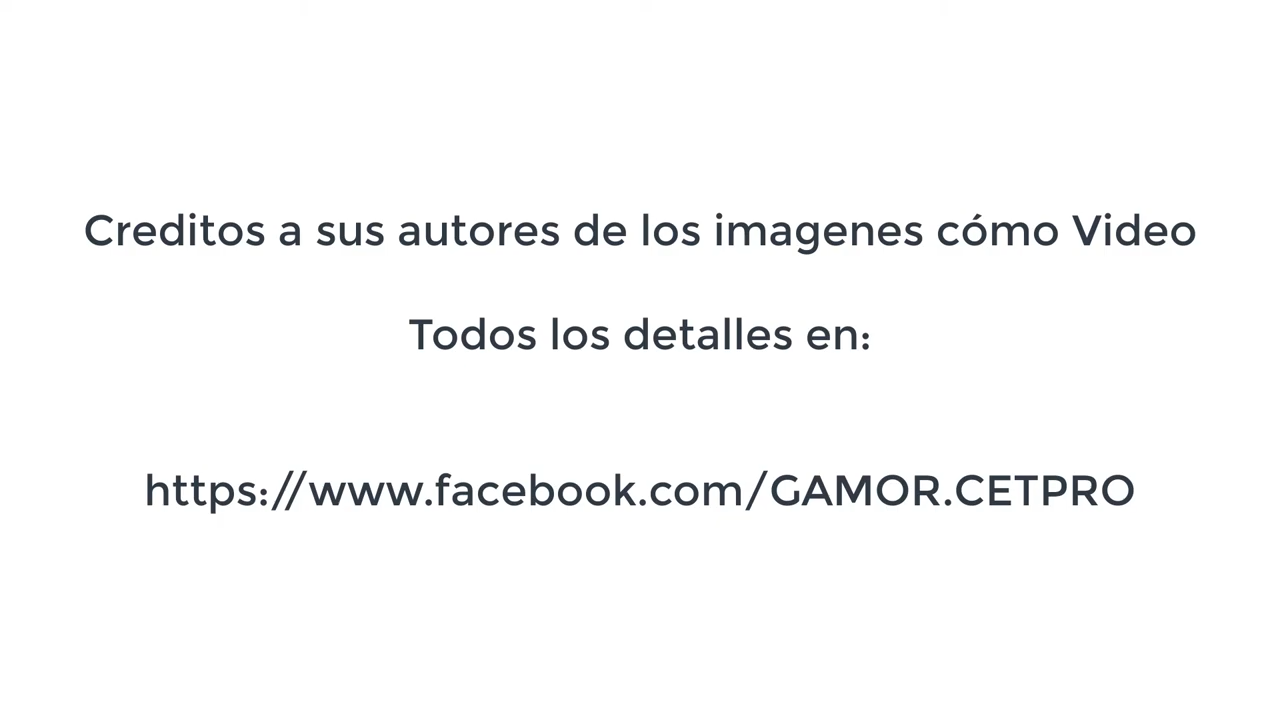 Creditos a sus autores de los imagenes cómo Video
Todos los detalles en:
https://www.facebook.com/GAMOR.CETPRO